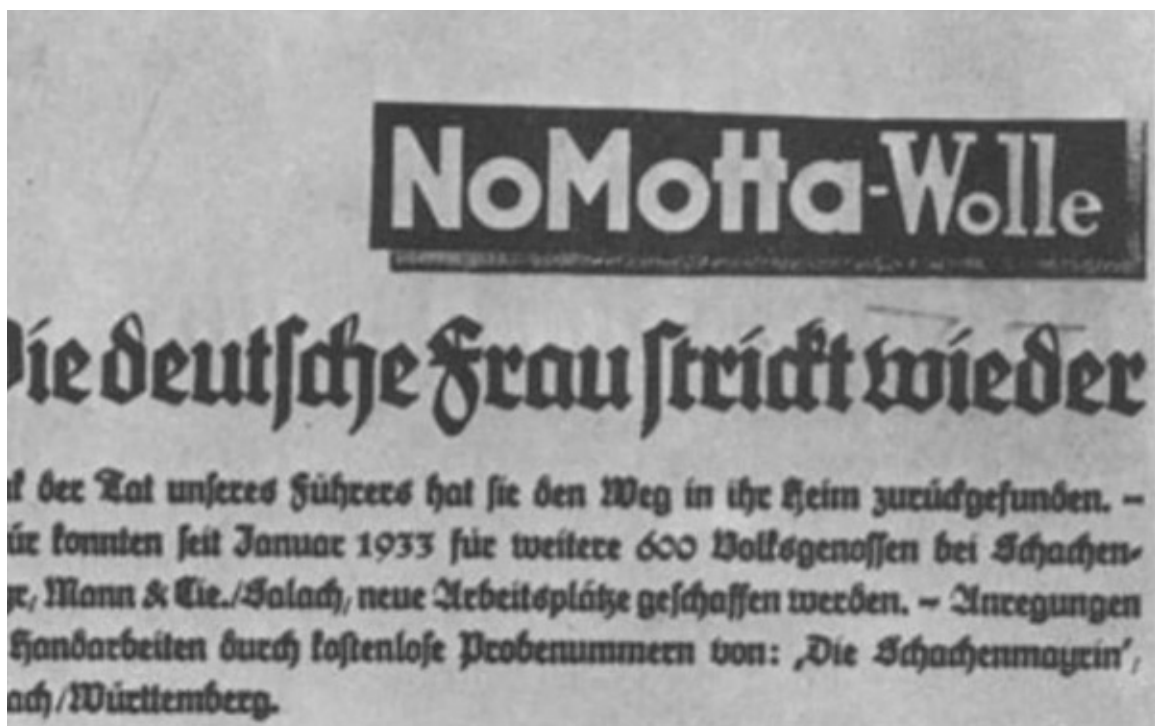 NoMotta-Wolle
Die deutsche Frau strickt wieder
der Tat unseres Führers hat sie den Weg in ihr Heim zurückgefunden. –
konnten seit Januar 1933 für weitere 600 Volksgenossen bei Schachen-
Mann & Cie./Salach, neue Arbeitsplätze geschaffen werden. – Anregungen
Handarbeiten durch kostenlose Probenummern von: ‚Die Schachenmayrin',
ach/Württemberg.